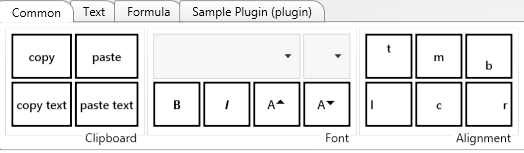 Common Text Formula Sample Plugin (plugin)
copy paste
copy text paste text
Clipboard
B I A A
Font
t m b
l c r
Alignment